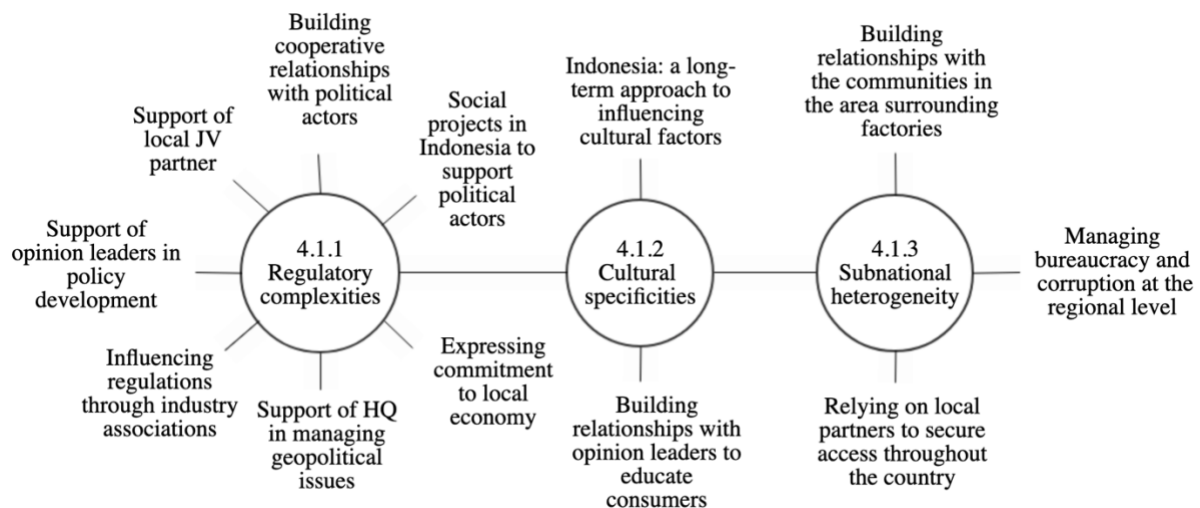 Building
cooperative
relationships
with political
actors
Support of
local JV
partner
Social
projects in
Indonesia to
support
political
actors
Support of
opinion leaders in
policy
development
4.1.1
Regulatory
complexities
Influencing
regulations
through industry
associations
Support of HQ
in managing
geopolitical
issues
Expressing
commitment
to local
economy
Indonesia: a long-
term approach to
influencing
cultural factors
4.1.2
Cultural
specificities
Building
relationships with
opinion leaders to
educate
consumers
Building
relationships with
the communities in
the area surrounding
factories
4.1.3
Subnational
heterogeneity
Managing
bureaucracy and
corruption at the
regional level
Relying on local
partners to secure
access throughout
the country